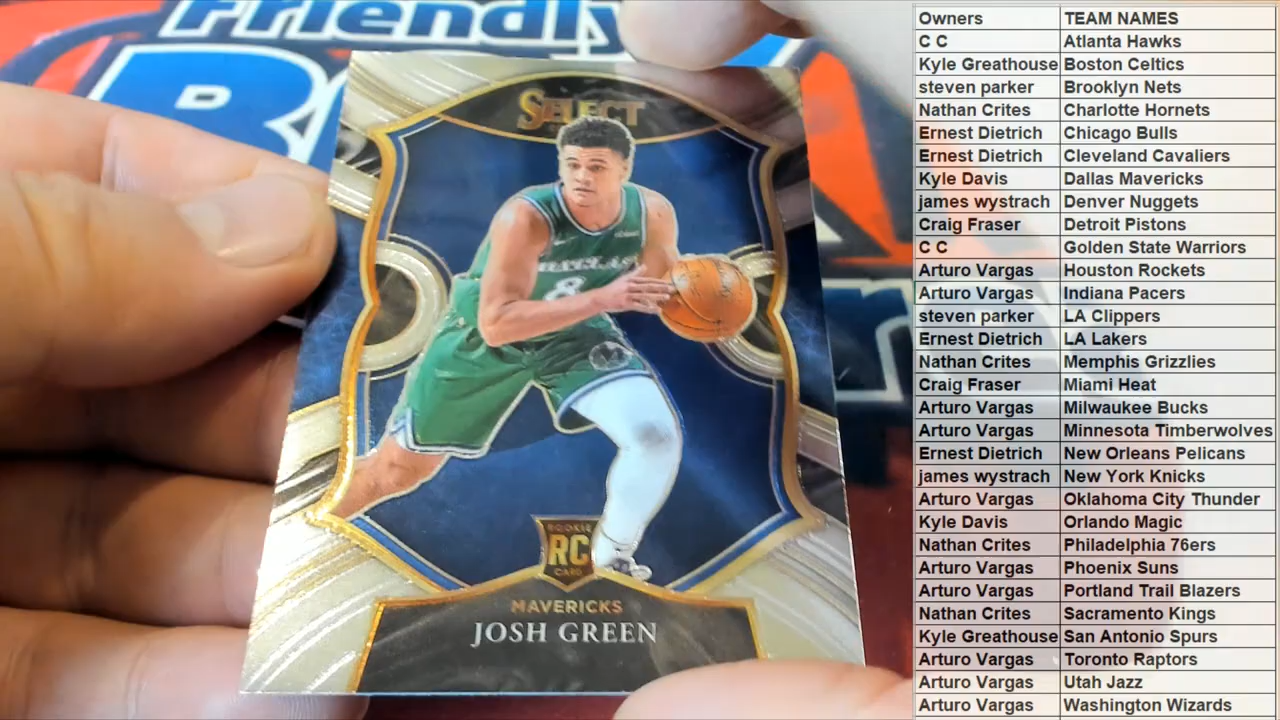 Friendly
SELECT
8
ROOKIE
RC
CARD
MAVERICKS
JOSH GREEN
Owners TEAM NAMES
C C Atlanta Hawks
Kyle Greathouse Boston Celtics
steven parker Brooklyn Nets
Nathan Crites Charlotte Hornets
Ernest Dietrich Chicago Bulls
Ernest Dietrich Cleveland Cavaliers
Kyle Davis Dallas Mavericks
james wystrach Denver Nuggets
Craig Fraser Detroit Pistons
C C Golden State Warriors
Arturo Vargas Houston Rockets
Arturo Vargas Indiana Pacers
steven parker LA Clippers
Ernest Dietrich LA Lakers
Nathan Crites Memphis Grizzlies
Craig Fraser Miami Heat
Arturo Vargas Milwaukee Bucks
Arturo Vargas Minnesota Timberwolves
Ernest Dietrich New Orleans Pelicans
james wystrach New York Knicks
Arturo Vargas Oklahoma City Thunder
Kyle Davis Orlando Magic
Nathan Crites Philadelphia 76ers
Arturo Vargas Phoenix Suns
Arturo Vargas Portland Trail Blazers
Nathan Crites Sacramento Kings
Kyle Greathouse San Antonio Spurs
Arturo Vargas Toronto Raptors
Arturo Vargas Utah Jazz
Arturo Vargas Washington Wizards